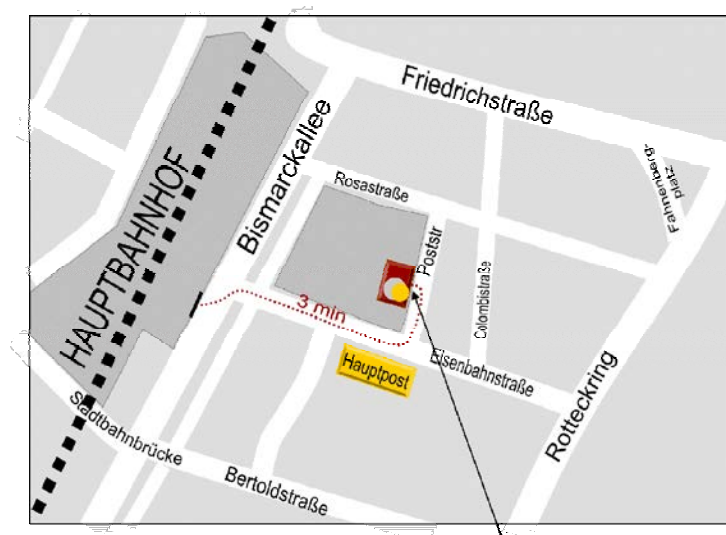 Friedrichstraße
Fahnenberg-
platz
HAUPTBAHNHOF
Bismarckallee
Rosastraße
Poststr
Colombistraße
3 min
Eisenbahnstraße
Hauptpost
Rotteckring
Stadtbahnbrücke
Bertoldstraße